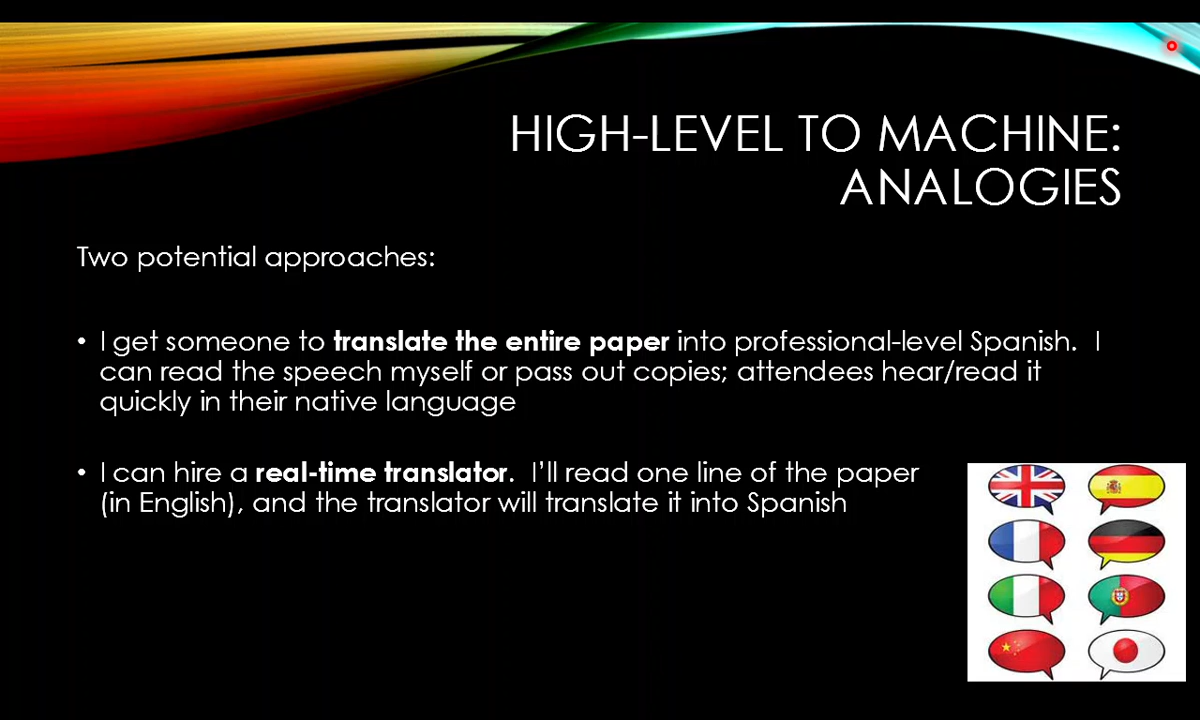 HIGH-LEVEL TO MACHINE:
ANALOGIES
Two potential approaches:
• I get someone to translate the entire paper into professional-level Spanish.  I
can read the speech myself or pass out copies; attendees hear/read it
quickly in their native language
• I can hire a real-time translator.  I’ll read one line of the paper
(in English), and the translator will translate it into Spanish